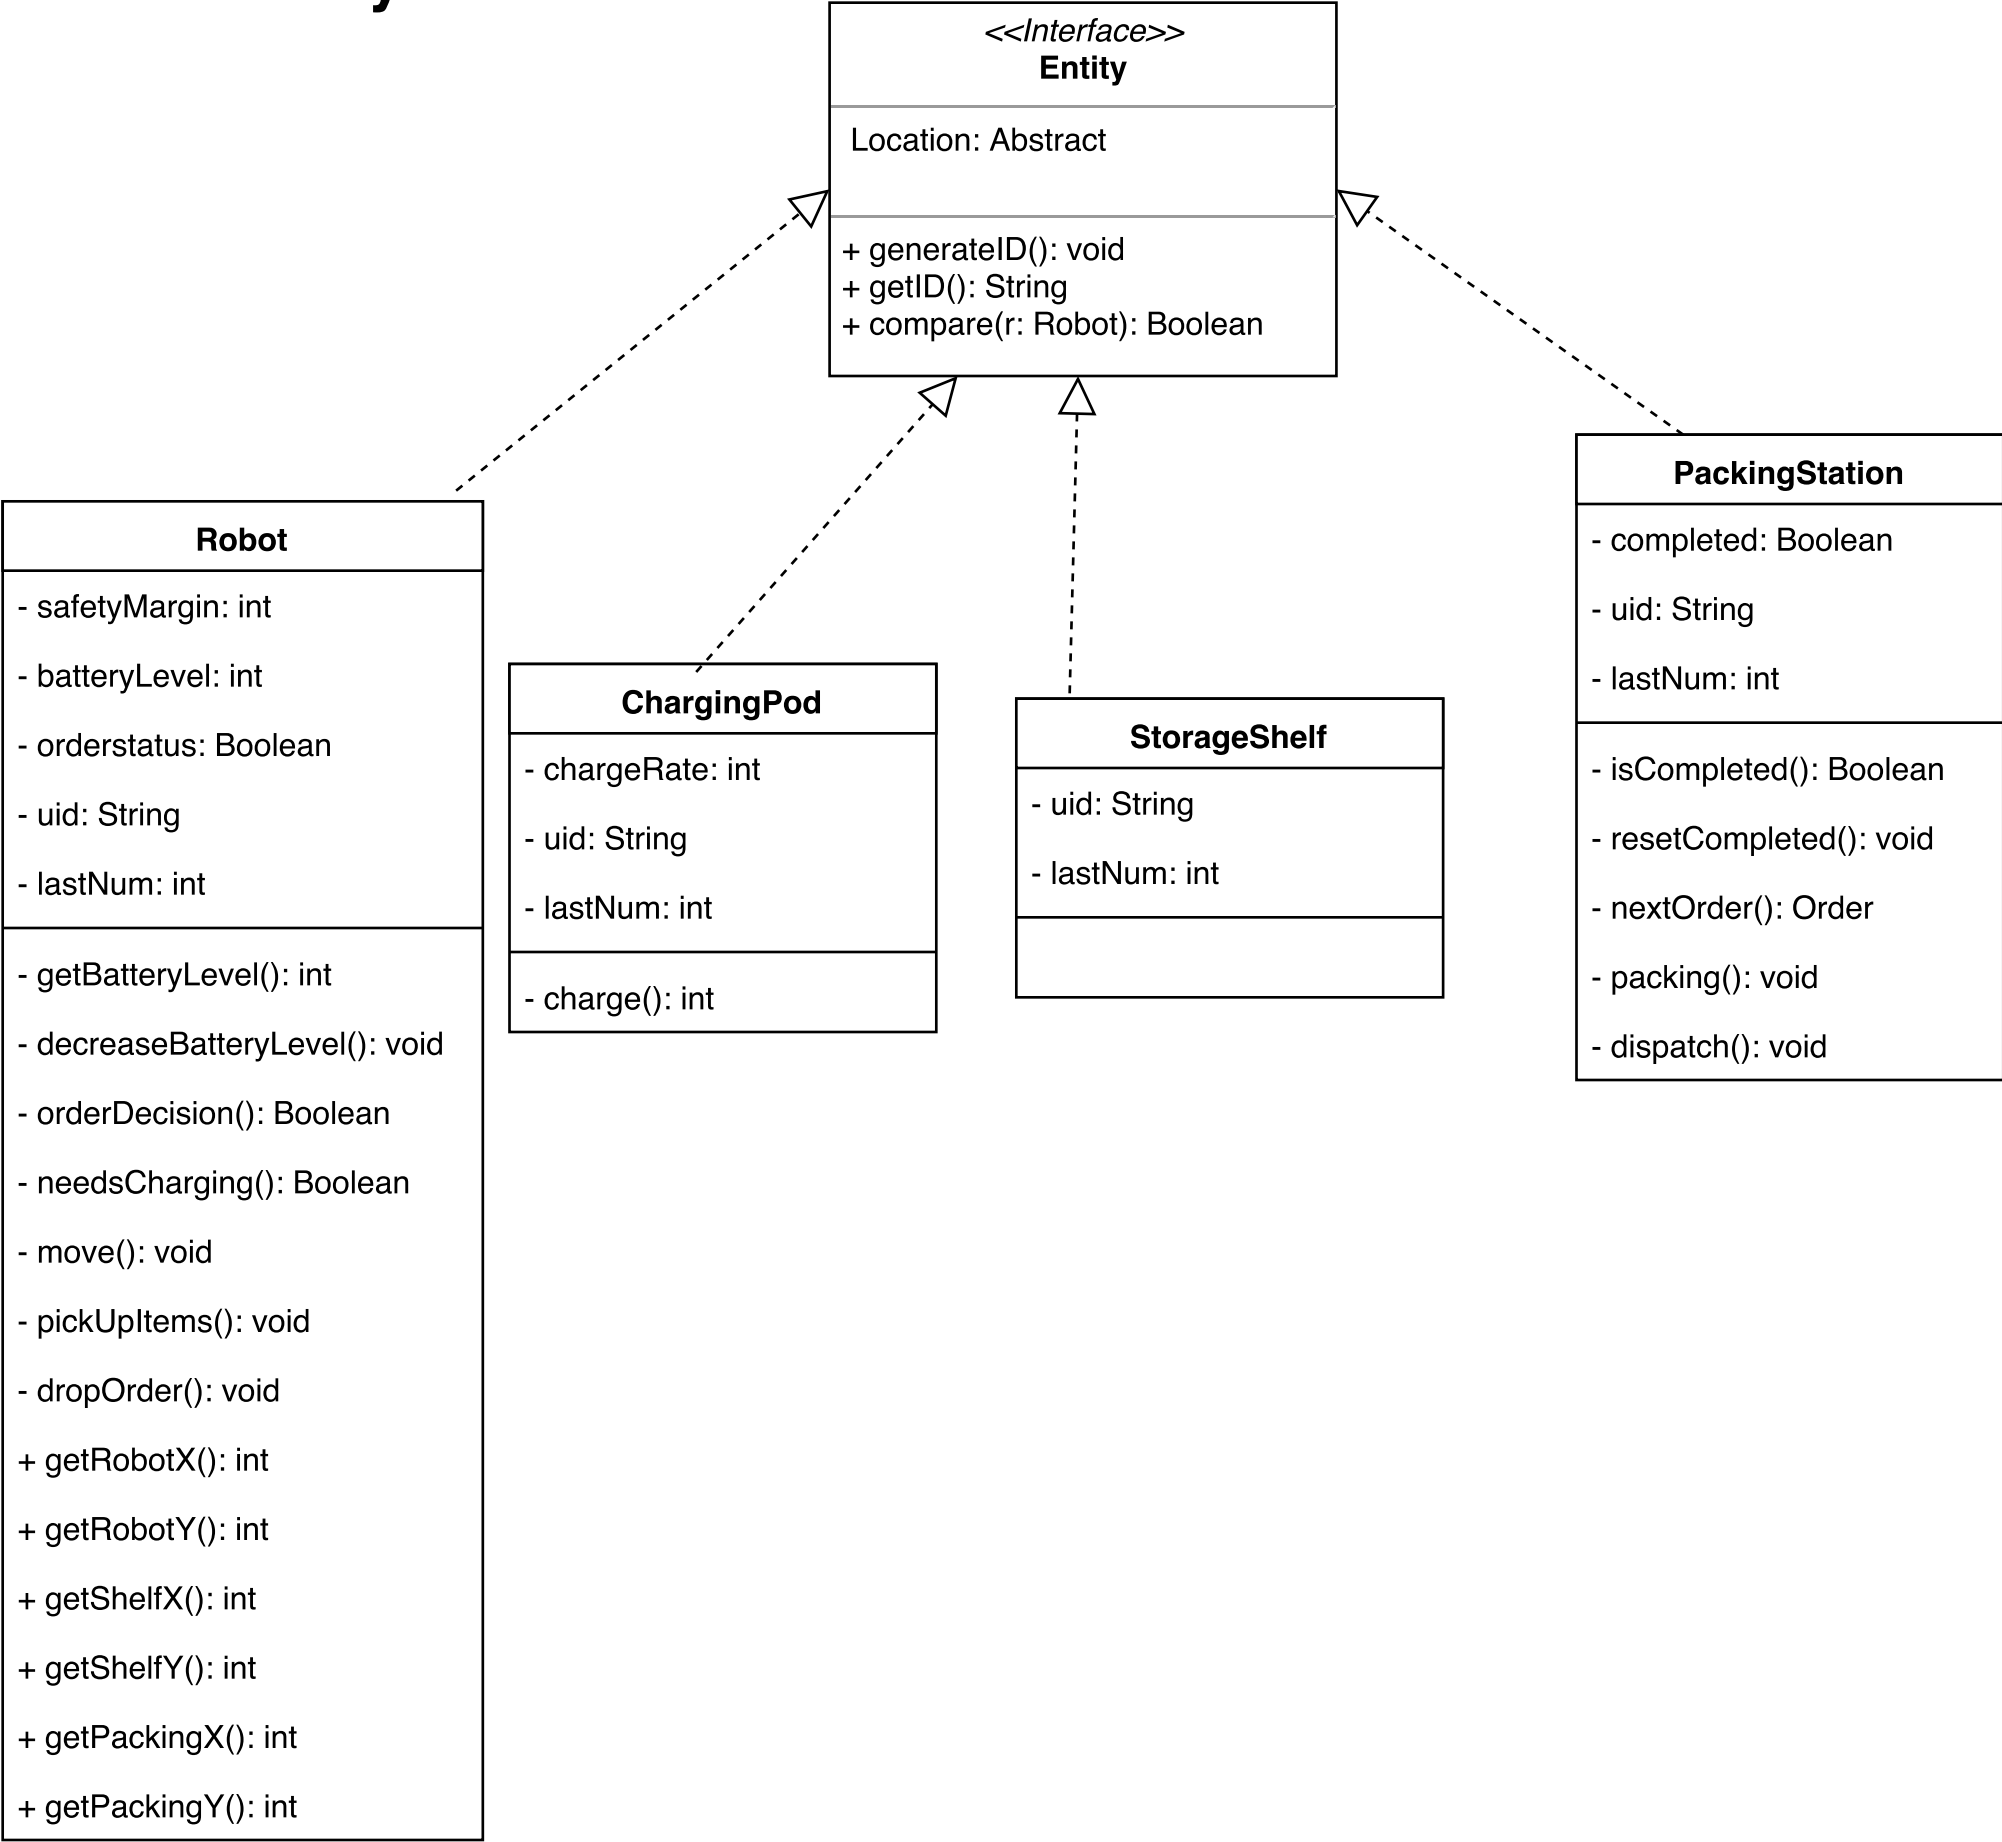 <<Interface>>
Entity
Location: Abstract
+ generateID(): void
+ getID(): String
+ compare(r: Robot): Boolean
Robot
- safetyMargin: int
- batteryLevel: int
- orderstatus: Boolean
- uid: String
- lastNum: int
- getBatteryLevel(): int
- decreaseBatteryLevel(): void
- orderDecision(): Boolean
- needsCharging(): Boolean
- move(): void
- pickUpItems(): void
- dropOrder(): void
+ getRobotX(): int
+ getRobotY(): int
+ getShelfX(): int
+ getShelfY(): int
+ getPackingX(): int
+ getPackingY(): int
ChargingPod
- chargeRate: int
- uid: String
- lastNum: int
- charge(): int
StorageShelf
- uid: String
- lastNum: int
PackingStation
- completed: Boolean
- uid: String
- lastNum: int
- isCompleted(): Boolean
- resetCompleted(): void
- nextOrder(): Order
- packing(): void
- dispatch(): void